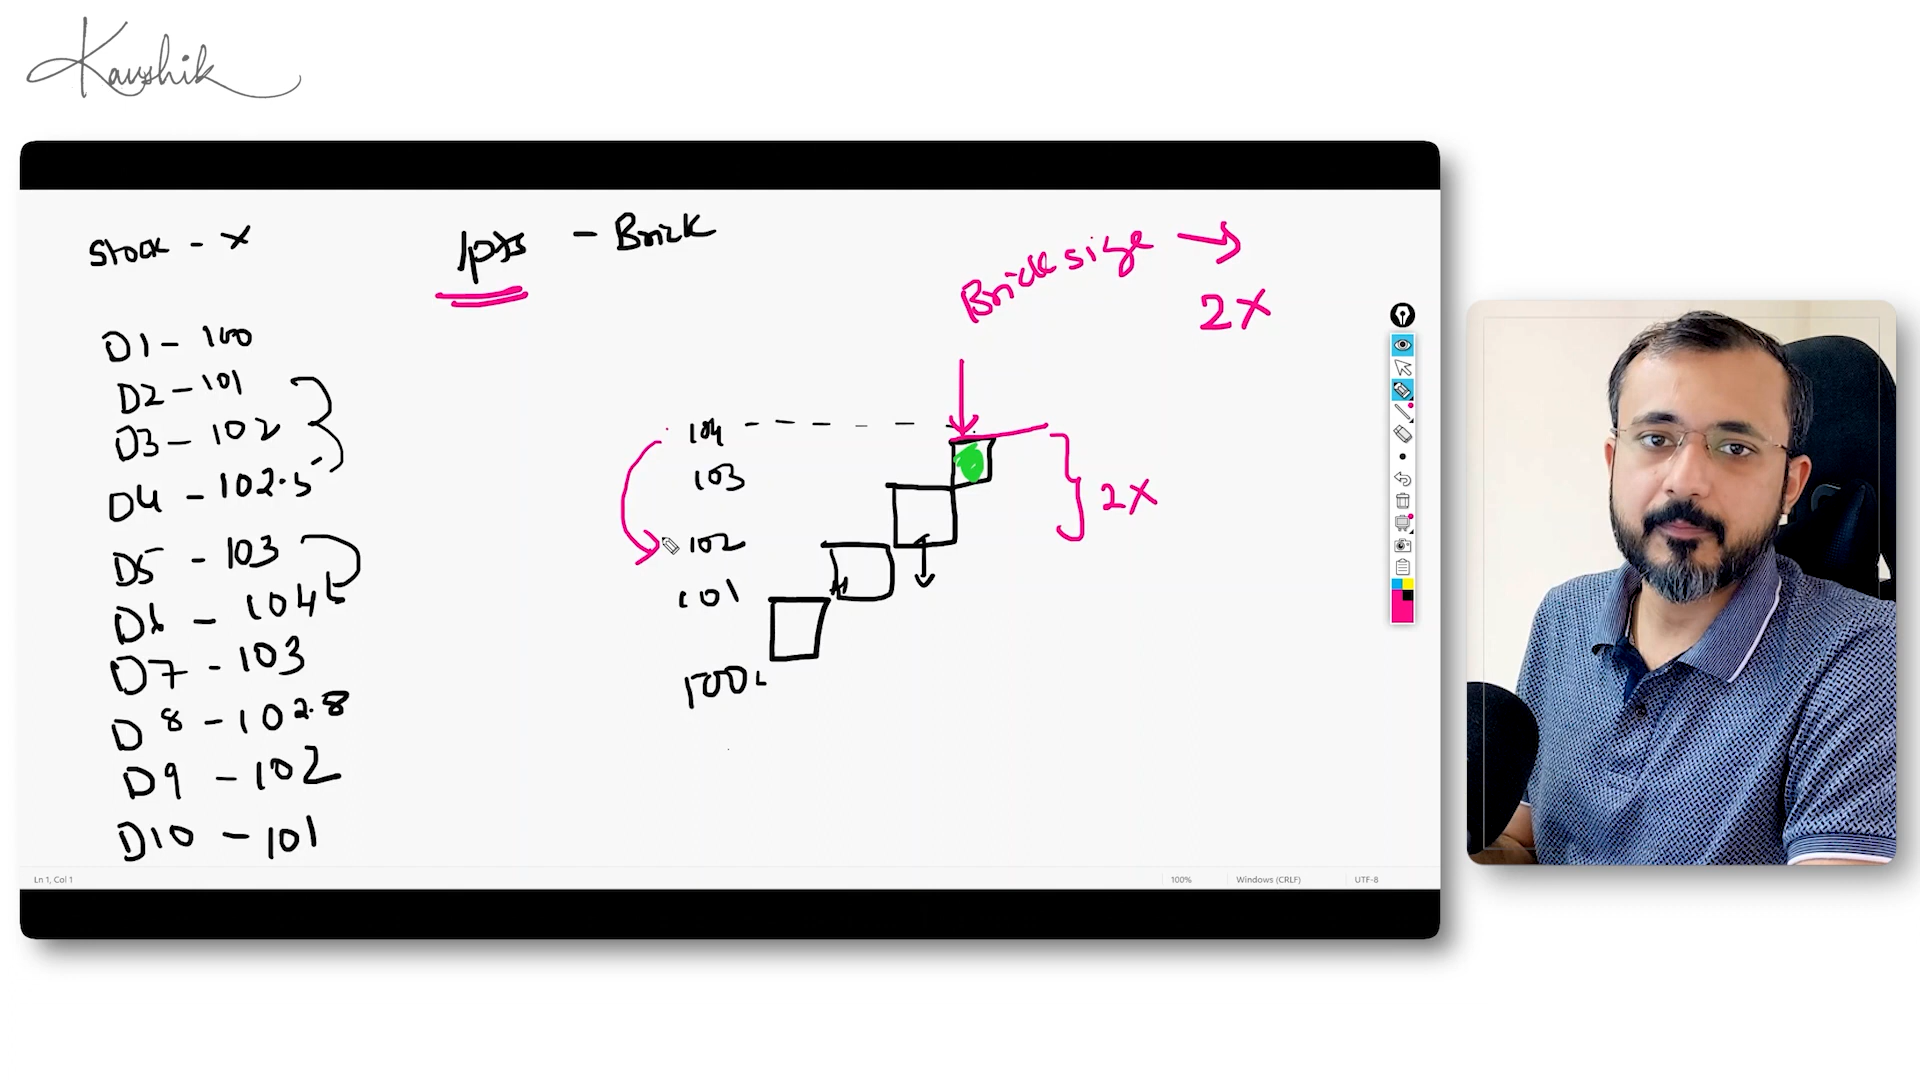 Kaushik
Stock - X
1pts - Brick
Brick size →
2X
D1 - 100
D2 - 101
D3 - 102
D4 - 102.5
D5 - 103
D6 - 104
D7 - 103
D8 - 102.8
D9 - 102
D10 - 101
104
103
102
101
100
2X
Ln 1, Col 1
100%
Windows (CRLF)
UTF-8